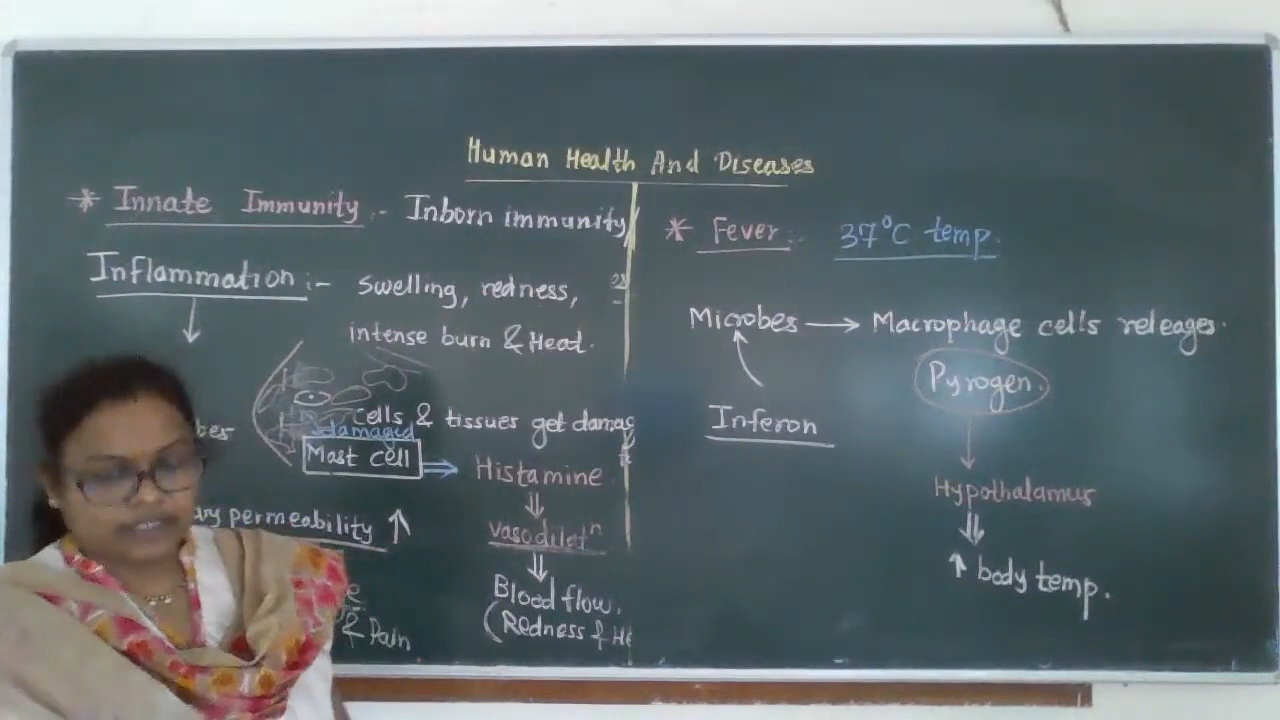 Human Health And Diseases
* Innate Immunity :- Inborn immunity
Inflammation :- swelling, redness,
intense burn & Heat.
cells & tissues get damag
damaged
Mast cell ⇒ Histamine
permeability ↑
vasodiletⁿ
Blood flow.
& Pain
(Redness & He
* Fever :- 37°C temp.
Microbes → Macrophage cells releages.
Pyrogen.
Inferon
Hypothalamus
↑ body temp.